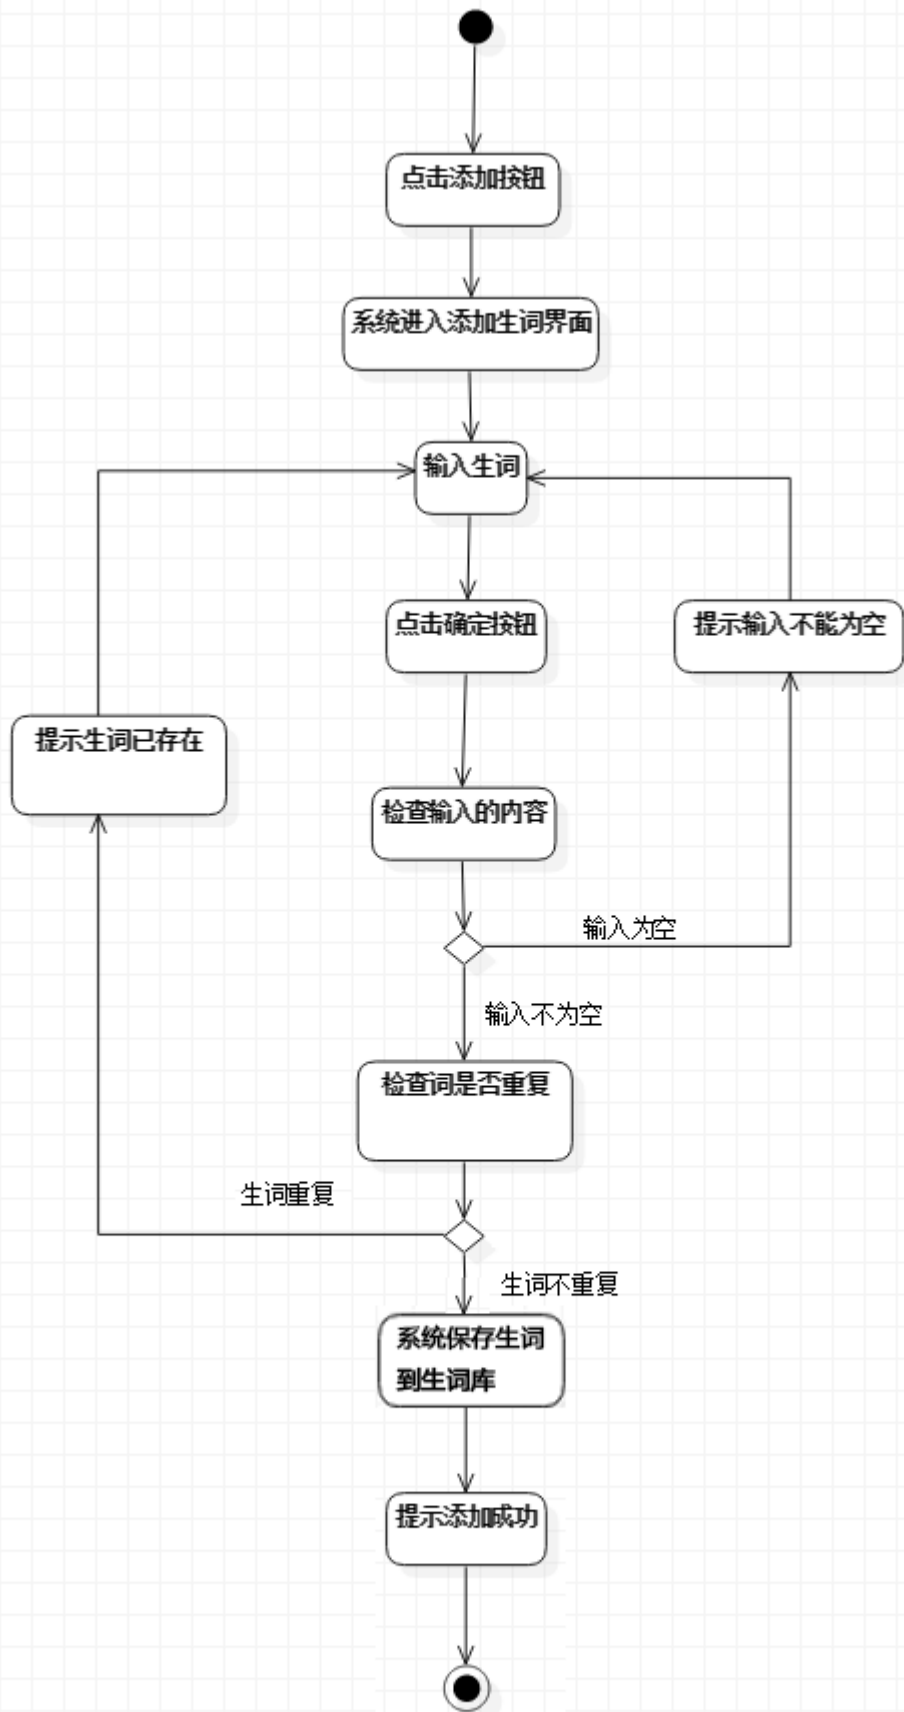 点击添加按钮
系统进入添加生词界面
输入生词
点击确定按钮
提示输入不能为空
提示生词已存在
检查输入的内容
输入为空
输入不为空
检查词是否重复
生词重复
生词不重复
系统保存生词
到生词库
提示添加成功